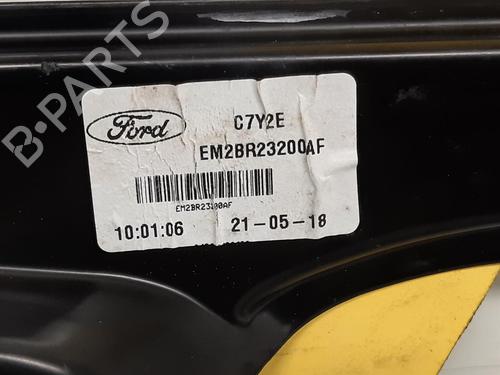 Ford
C7Y2E
EM2BR23200AF
EM2BR23200AF
10:01:06 21-05-18
B-PARTS